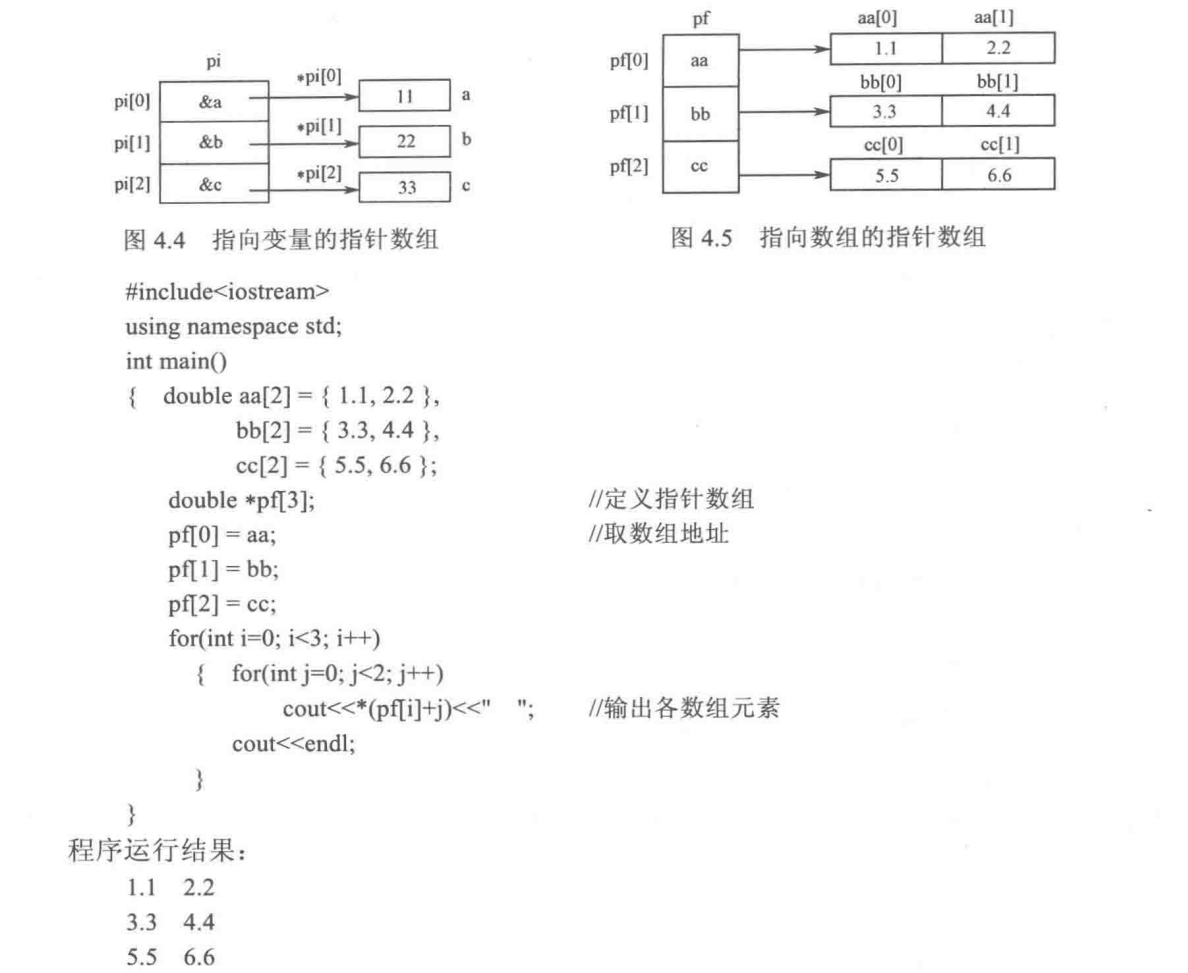 pi
pi[0] &a *pi[0] 11 a
pi[1] &b *pi[1] 22 b
pi[2] &c *pi[2] 33 c
图 4.4 指向变量的指针数组
pf aa[0] aa[1]
pf[0] aa 1.1 2.2
bb[0] bb[1]
pf[1] bb 3.3 4.4
cc[0] cc[1]
pf[2] cc 5.5 6.6
图 4.5 指向数组的指针数组
#include<iostream>
using namespace std;
int main()
{ double aa[2] = { 1.1, 2.2 },
bb[2] = { 3.3, 4.4 },
cc[2] = { 5.5, 6.6 };
double *pf[3]; //定义指针数组
pf[0] = aa; //取数组地址
pf[1] = bb;
pf[2] = cc;
for(int i=0; i<3; i++)
{ for(int j=0; j<2; j++)
cout<<*(pf[i]+j)<<" "; //输出各数组元素
cout<<endl;
}
}
程序运行结果：
1.1 2.2
3.3 4.4
5.5 6.6